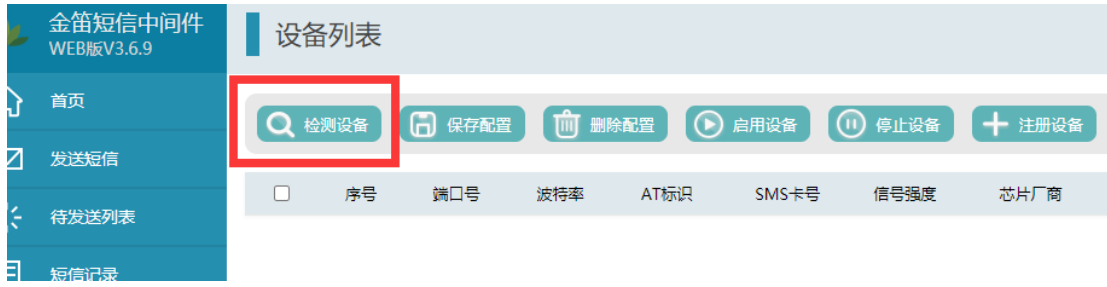 金笛短信中间件
WEB版V3.6.9
首页
发送短信
待发送列表
短信记录
设备列表
检测设备 保存配置 删除配置 启用设备 停止设备 注册设备
序号 端口号 波特率 AT标识 SMS卡号 信号强度 芯片厂商